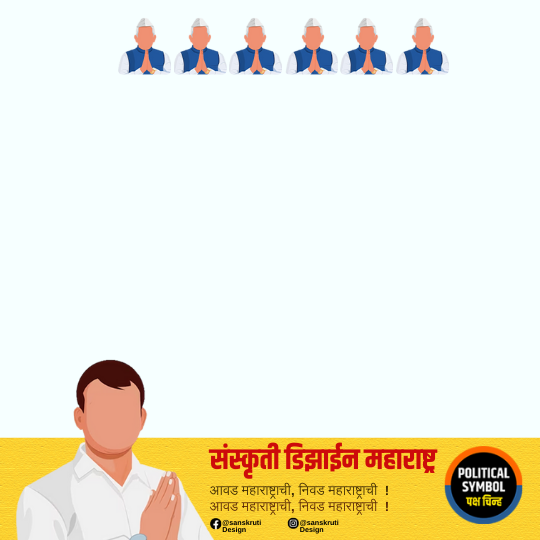 संस्कृती डिझाईन महाराष्ट्र
आवड महाराष्ट्राची, निवड महाराष्ट्राची !
आवड महाराष्ट्राची, निवड महाराष्ट्राची !
@sanskruti Design
@sanskruti Design
POLITICAL
SYMBOL
पक्ष चिन्ह